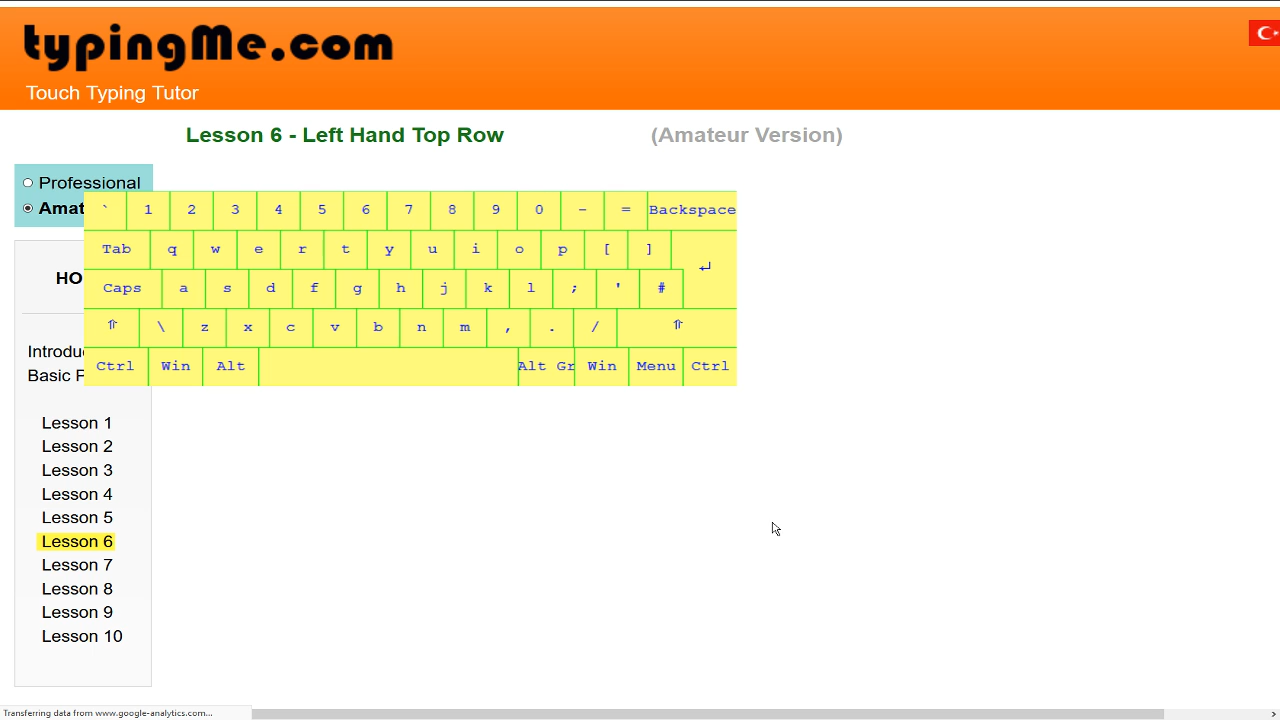 typingMe.com
Touch Typing Tutor
Lesson 6 - Left Hand Top Row (Amateur Version)
Professional
Amat
` 1 2 3 4 5 6 7 8 9 0 - = Backspace
Tab q w e r t y u i o p [ ] ↵
Caps a s d f g h j k l ; ' #
⇧ \ z x c v b n m , . / ⇧
Ctrl Win Alt Alt Gr Win Menu Ctrl
HO
Introdu
Basic P
Lesson 1
Lesson 2
Lesson 3
Lesson 4
Lesson 5
Lesson 6
Lesson 7
Lesson 8
Lesson 9
Lesson 10
Transferring data from www.google-analytics.com...